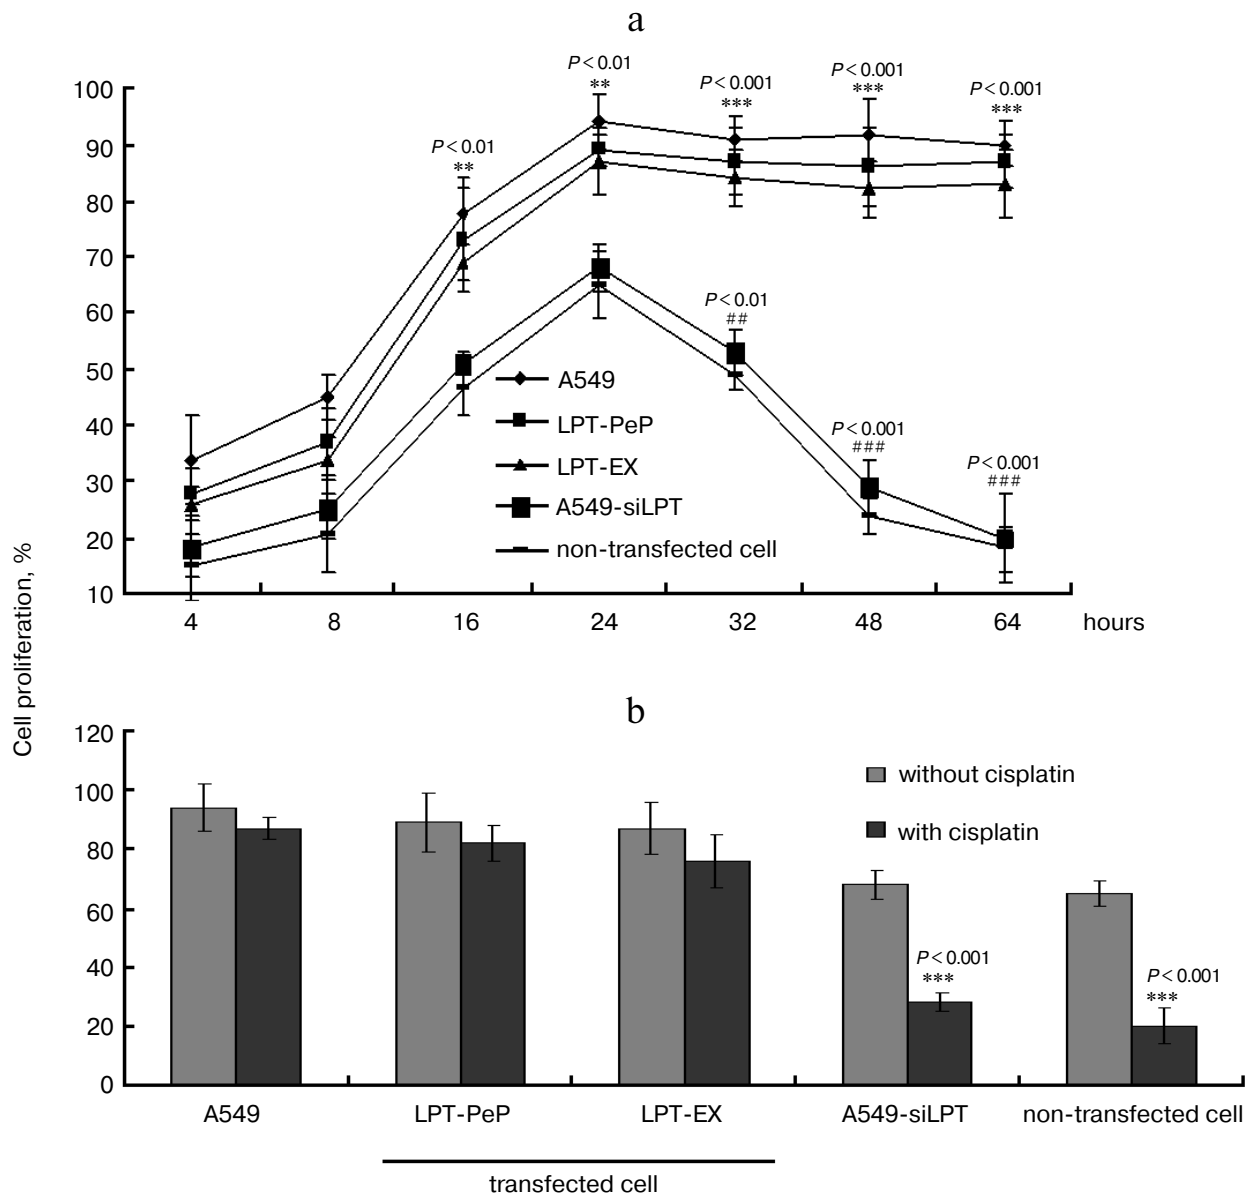 a
P < 0.01
**
P < 0.01
**
P < 0.001
***
P < 0.001
***
P < 0.001
***
P < 0.01
##
P < 0.001
###
P < 0.001
###
100
90
80
70
60
50
40
30
20
10
A549
LPT-PeP
LPT-EX
A549-siLPT
non-transfected cell
4 8 16 24 32 48 64 hours
Cell proliferation, %
b
120
100
80
60
40
20
0
without cisplatin
with cisplatin
P < 0.001
***
P < 0.001
***
A549 LPT-PeP LPT-EX A549-siLPT non-transfected cell
transfected cell